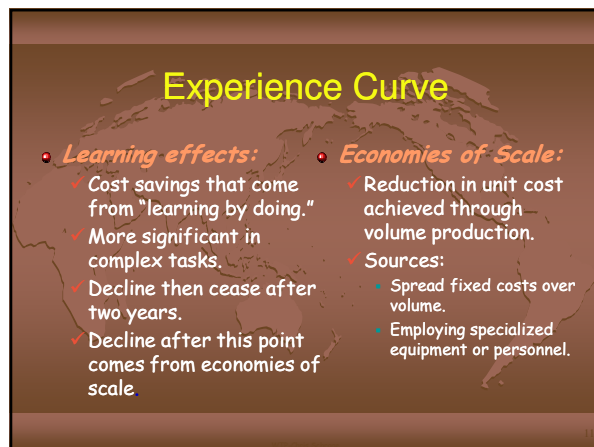 Experience Curve
Learning effects:
Cost savings that come
from “learning by doing.”
More significant in
complex tasks.
Decline then cease after
two years.
Decline after this point
comes from economies of
scale.
Economies of Scale:
Reduction in unit cost
achieved through
volume production.
Sources:
Spread fixed costs over
volume.
Employing specialized
equipment or personnel.